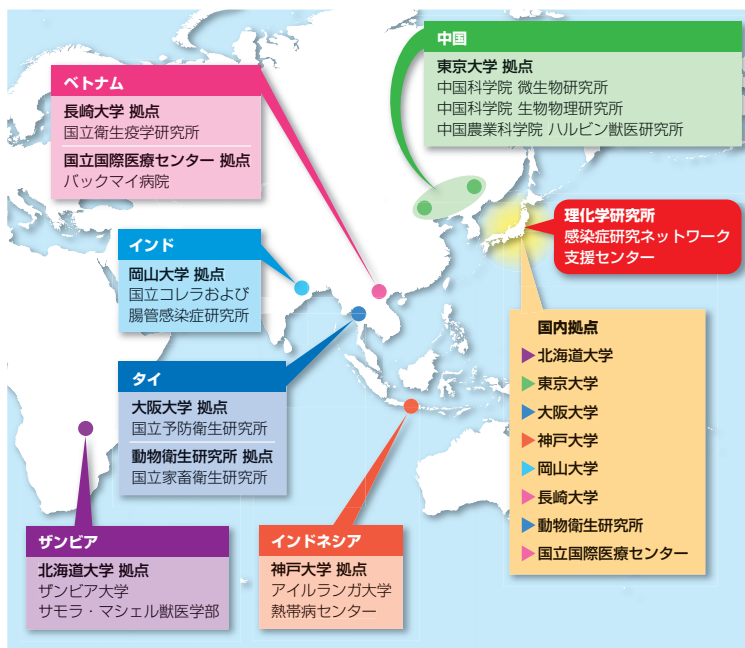 中国
東京大学 拠点
中国科学院 微生物研究所
中国科学院 生物物理研究所
中国農業科学院 ハルビン獣医研究所
ベトナム
長崎大学 拠点
国立衛生疫学研究所
国立国際医療センター 拠点
バックマイ病院
理化学研究所
感染症研究ネットワーク
支援センター
インド
岡山大学 拠点
国立コレラおよび
腸管感染症研究所
タイ
大阪大学 拠点
国立予防衛生研究所
動物衛生研究所 拠点
国立家畜衛生研究所
国内拠点
北海道大学
東京大学
大阪大学
神戸大学
岡山大学
長崎大学
動物衛生研究所
国立国際医療センター
ザンビア
北海道大学 拠点
ザンビア大学
サモラ・マシェル獣医学部
インドネシア
神戸大学 拠点
アイルランガ大学
熱帯病センター